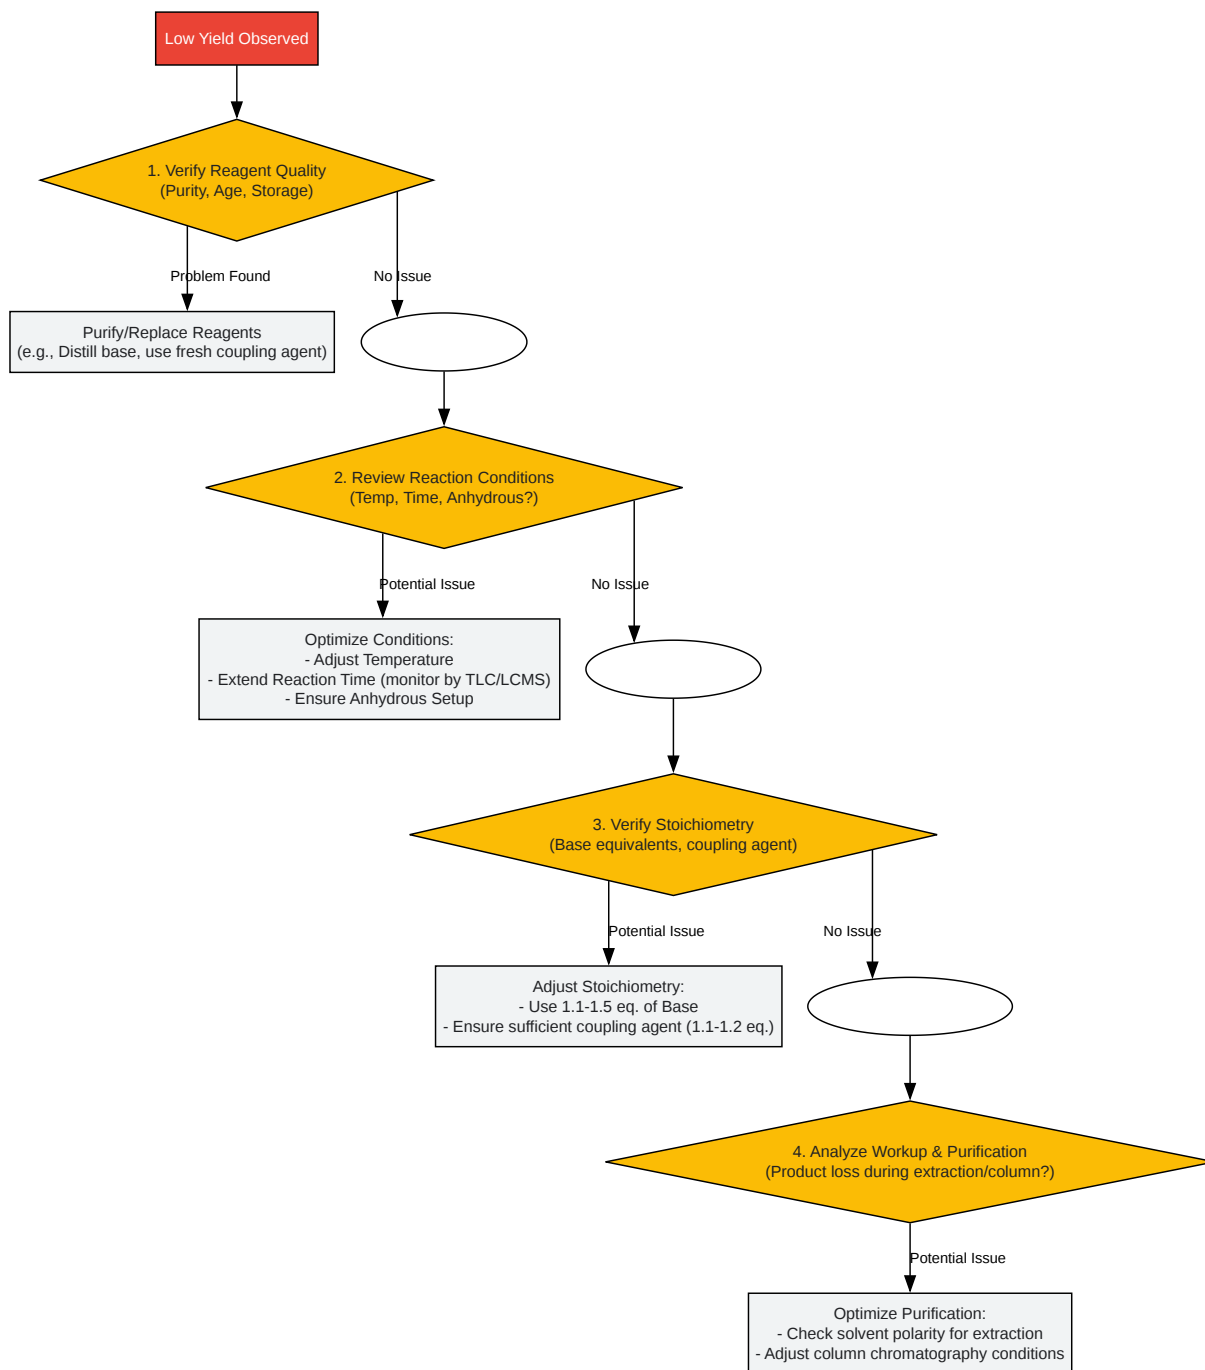 Low Yield Observed
1. Verify Reagent Quality
(Purity, Age, Storage)
Problem Found
No Issue
Purify/Replace Reagents
(e.g., Distill base, use fresh coupling agent)
2. Review Reaction Conditions
(Temp, Time, Anhydrous?)
Potential Issue
No Issue
Optimize Conditions:
- Adjust Temperature
- Extend Reaction Time (monitor by TLC/LCMS)
- Ensure Anhydrous Setup
3. Verify Stoichiometry
(Base equivalents, coupling agent)
Potential Issue
No Issue
Adjust Stoichiometry:
- Use 1.1-1.5 eq. of Base
- Ensure sufficient coupling agent (1.1-1.2 eq.)
4. Analyze Workup & Purification
(Product loss during extraction/column?)
Potential Issue
Optimize Purification:
- Check solvent polarity for extraction
- Adjust column chromatography conditions